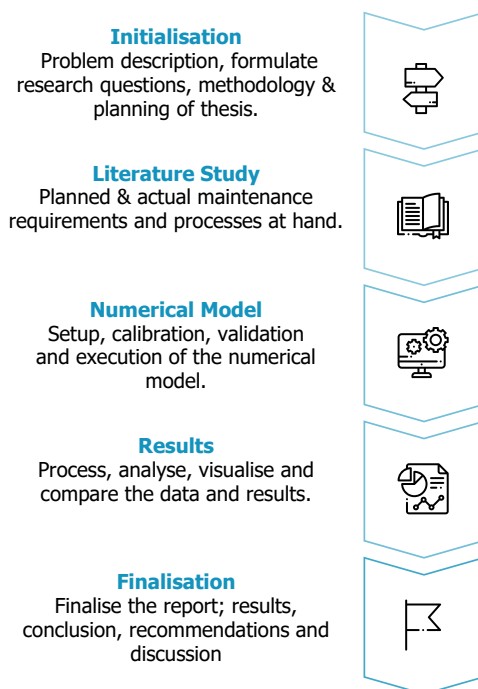 Initialisation
Problem description, formulate
research questions, methodology &
planning of thesis.
Literature Study
Planned & actual maintenance
requirements and processes at hand.
Numerical Model
Setup, calibration, validation
and execution of the numerical
model.
Results
Process, analyse, visualise and
compare the data and results.
Finalisation
Finalise the report; results,
conclusion, recommendations and
discussion